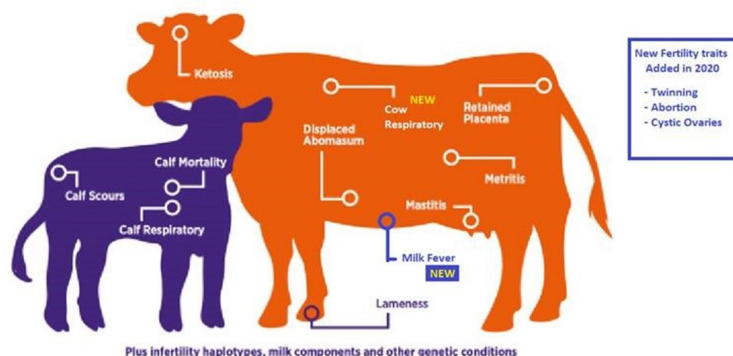 Ketosis
NEW
Cow
Respiratory
Retained
Placenta
Displaced
Abomasum
Calf Mortality
Calf Scours
Calf Respiratory
Metritis
Mastitis
Milk Fever
NEW
Lameness
Plus infertility haplotypes, milk components and other genetic conditions
New Fertility traits
Added in 2020
- Twinning
- Abortion
- Cystic Ovaries